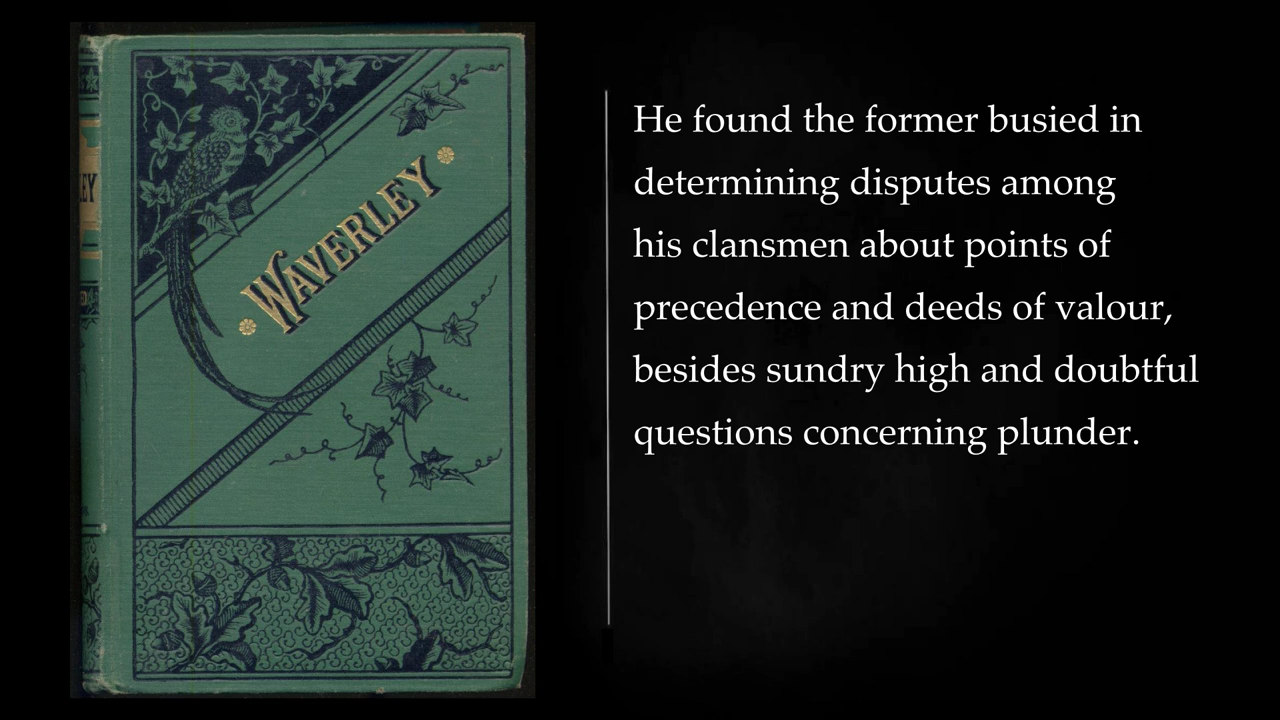 WAVERLEY
He found the former busied in
determining disputes among
his clansmen about points of
precedence and deeds of valour,
besides sundry high and doubtful
questions concerning plunder.